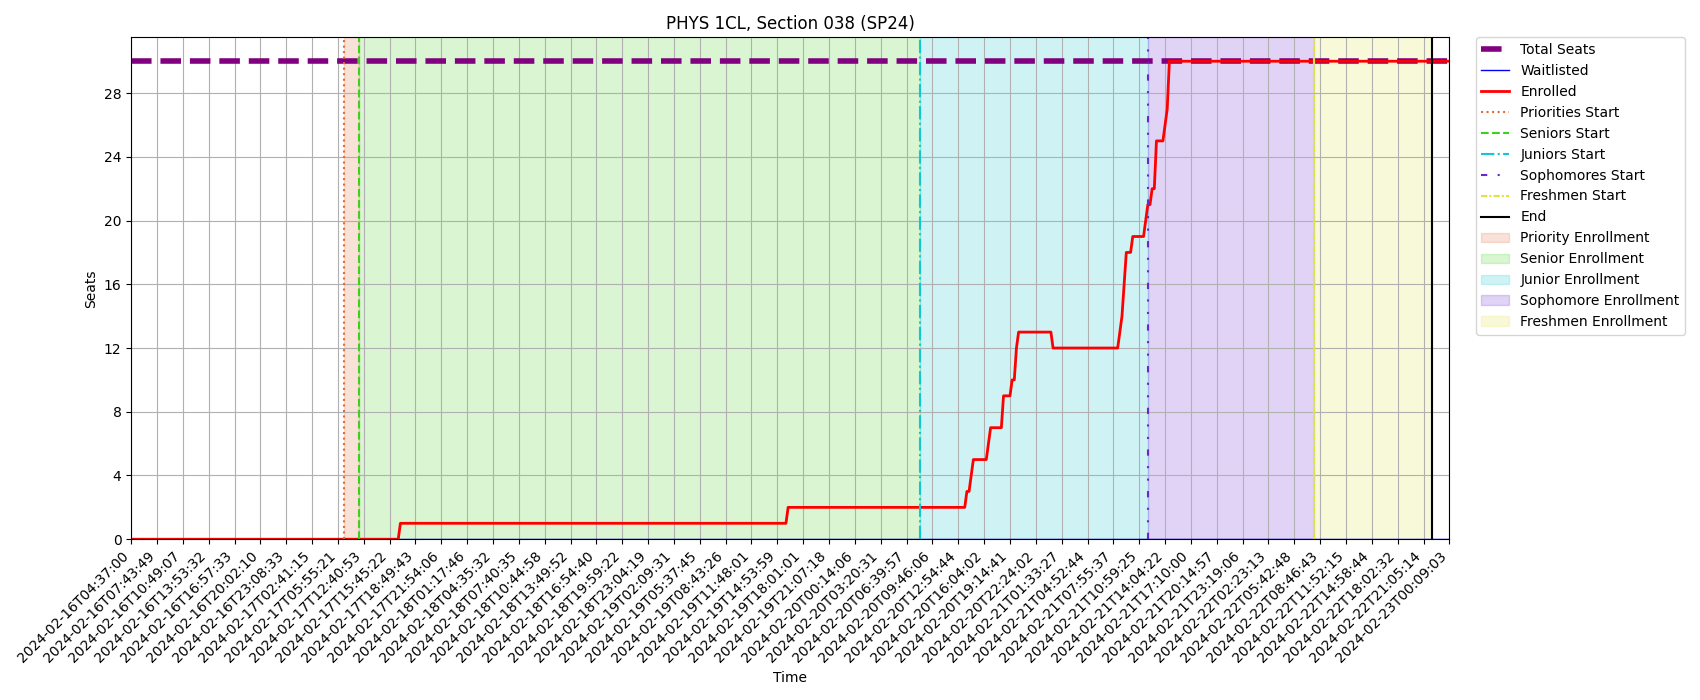 PHYS 1CL, Section 038 (SP24)
Seats
28
24
20
16
12
8
4
0
2024-02-16T04:37:00
2024-02-16T07:43:49
2024-02-16T10:49:07
2024-02-16T13:53:32
2024-02-16T16:57:33
2024-02-16T20:02:10
2024-02-16T23:08:33
2024-02-17T02:41:15
2024-02-17T05:55:21
2024-02-17T12:40:53
2024-02-17T15:45:22
2024-02-17T18:49:43
2024-02-17T21:54:06
2024-02-18T01:17:46
2024-02-18T04:35:32
2024-02-18T07:40:35
2024-02-18T10:44:58
2024-02-18T13:49:52
2024-02-18T16:54:40
2024-02-18T19:59:22
2024-02-18T23:04:19
2024-02-19T02:09:31
2024-02-19T05:37:45
2024-02-19T08:43:26
2024-02-19T11:48:01
2024-02-19T14:53:59
2024-02-19T18:01:01
2024-02-19T21:07:18
2024-02-20T00:14:06
2024-02-20T03:20:31
2024-02-20T06:39:57
2024-02-20T09:46:06
2024-02-20T12:54:44
2024-02-20T16:04:02
2024-02-20T19:14:41
2024-02-20T22:24:02
2024-02-21T01:33:27
2024-02-21T04:52:44
2024-02-21T07:55:37
2024-02-21T10:59:25
2024-02-21T14:04:22
2024-02-21T17:10:00
2024-02-21T20:14:57
2024-02-21T23:19:06
2024-02-22T02:23:13
2024-02-22T05:42:48
2024-02-22T08:46:43
2024-02-22T11:52:15
2024-02-22T14:58:44
2024-02-22T18:02:32
2024-02-22T21:05:14
2024-02-23T00:09:03
Time
Total Seats
Waitlisted
Enrolled
Priorities Start
Seniors Start
Juniors Start
Sophomores Start
Freshmen Start
End
Priority Enrollment
Senior Enrollment
Junior Enrollment
Sophomore Enrollment
Freshmen Enrollment